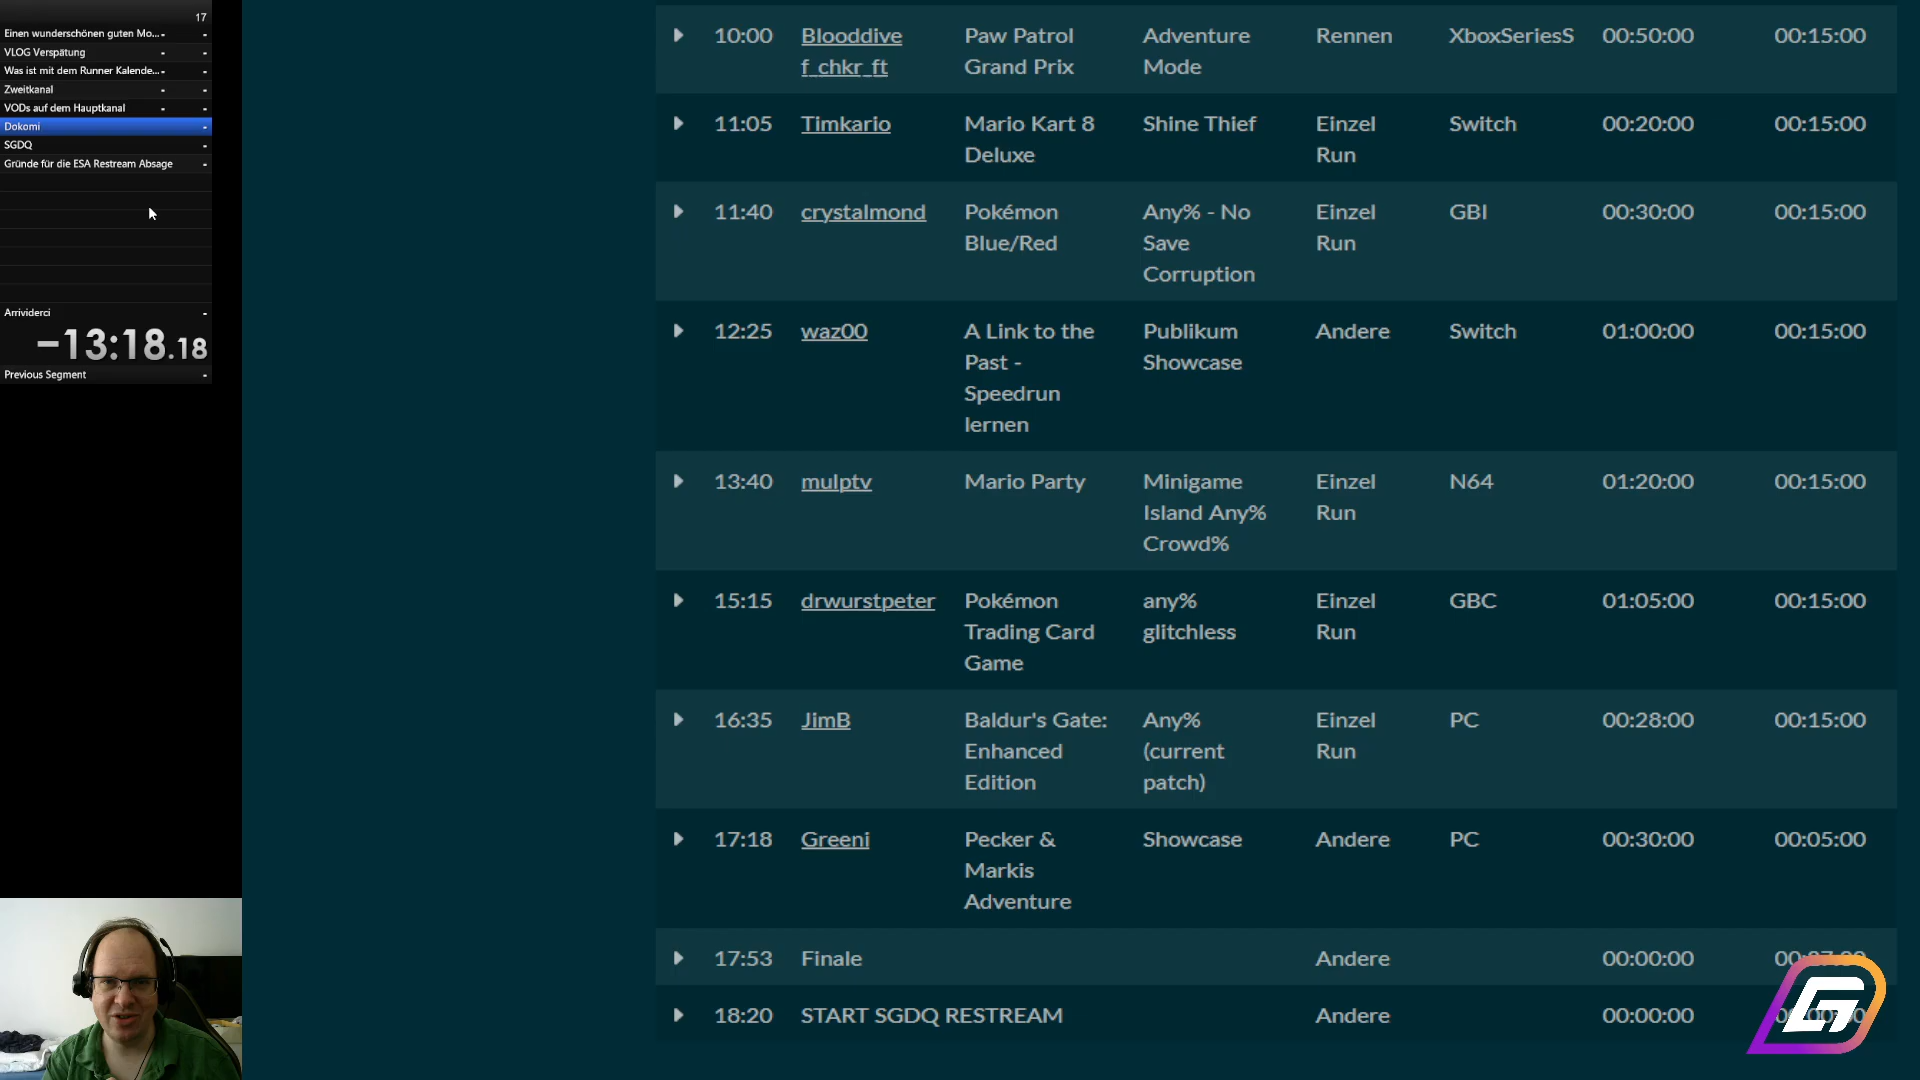 17
Einen wunderschönen guten Mo... - -
VLOG Verspätung - -
Was ist mit dem Runner Kalende... - -
Zweitkanal - -
VODs auf dem Hauptkanal - -
Dokomi -
SGDQ -
Gründe für die ESA Restream Absage -
Arrividerci -
−13:18.18
Previous Segment -
10:00 Blooddive Paw Patrol Adventure Rennen XboxSeriesS 00:50:00 00:15:00
f_chkr_ft Grand Prix Mode
11:05 Timkario Mario Kart 8 Shine Thief Einzel Switch 00:20:00 00:15:00
Deluxe Run
11:40 crystalmond Pokémon Any% - No Einzel GBI 00:30:00 00:15:00
Blue/Red Save Run
Corruption
12:25 waz00 A Link to the Publikum Andere Switch 01:00:00 00:15:00
Past - Showcase
Speedrun
lernen
13:40 mulptv Mario Party Minigame Einzel N64 01:20:00 00:15:00
Island Any% Run
Crowd%
15:15 drwurstpeter Pokémon any% Einzel GBC 01:05:00 00:15:00
Trading Card glitchless Run
Game
16:35 JimB Baldur's Gate: Any% Einzel PC 00:28:00 00:15:00
Enhanced (current Run
Edition patch)
17:18 Greeni Pecker & Showcase Andere PC 00:30:00 00:05:00
Markis
Adventure
17:53 Finale Andere 00:00:00
18:20 START SGDQ RESTREAM Andere 00:00:00